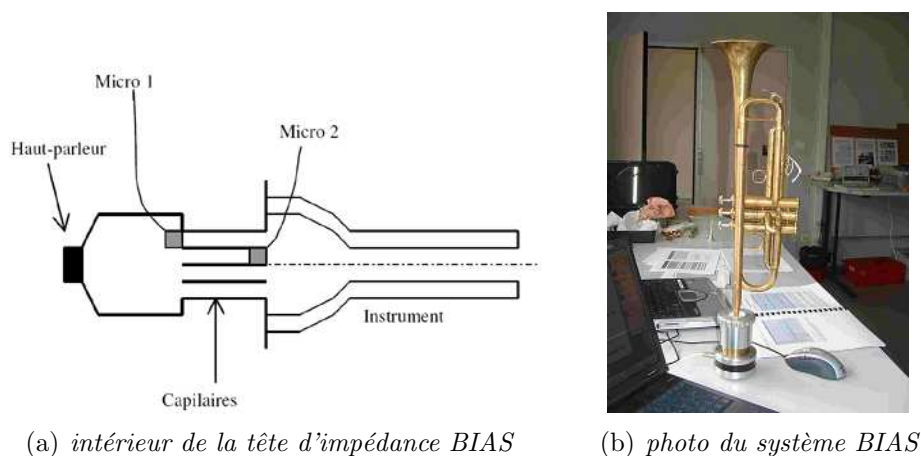 Micro 1
Micro 2
Haut-parleur
Instrument
Capilaires
(a) intérieur de la tête d'impédance BIAS
(b) photo du système BIAS